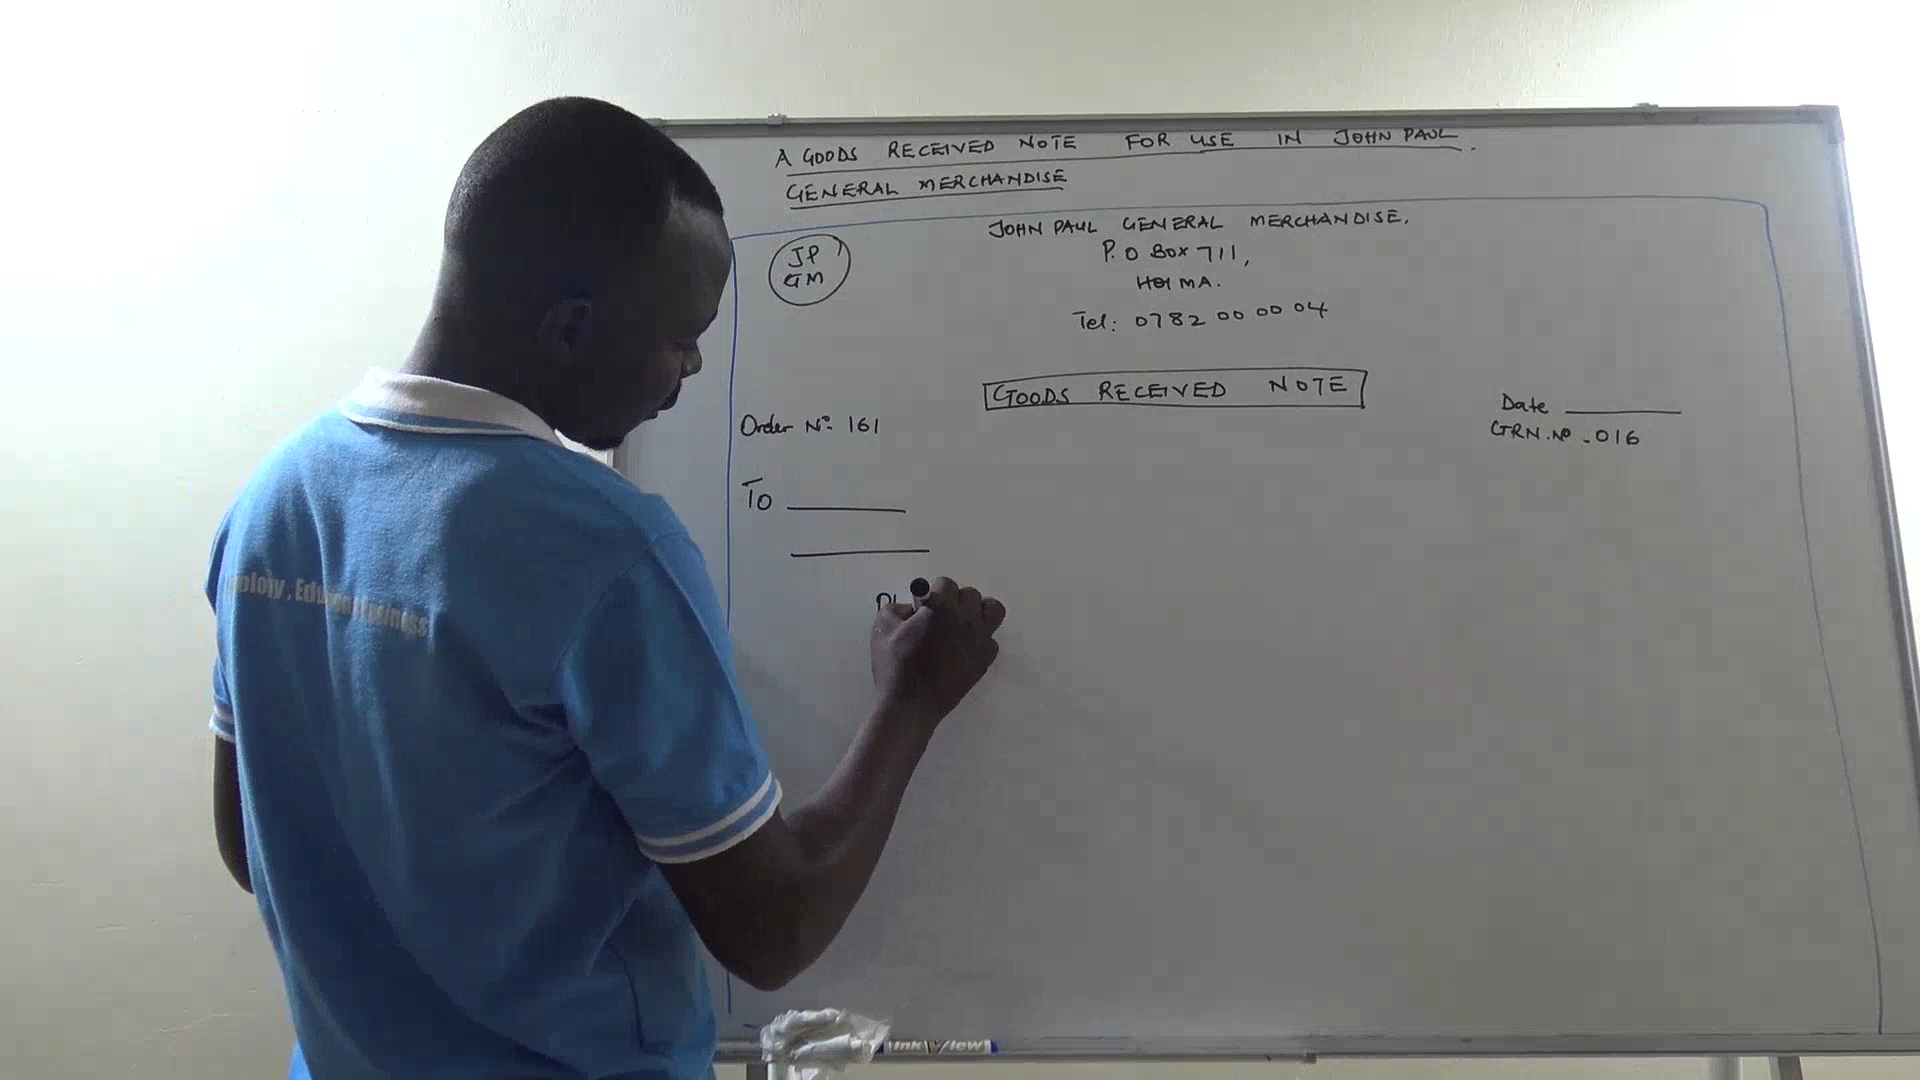 A GOODS RECEIVED NOTE FOR USE IN JOHN PAUL
GENERAL MERCHANDISE
JP
GM
JOHN PAUL GENERAL MERCHANDISE.
P.O Box 711,
HOIMA.
Tel: 0782 00 00 04
GOODS RECEIVED NOTE
Date
GRN.No - 016
Order No 161
To